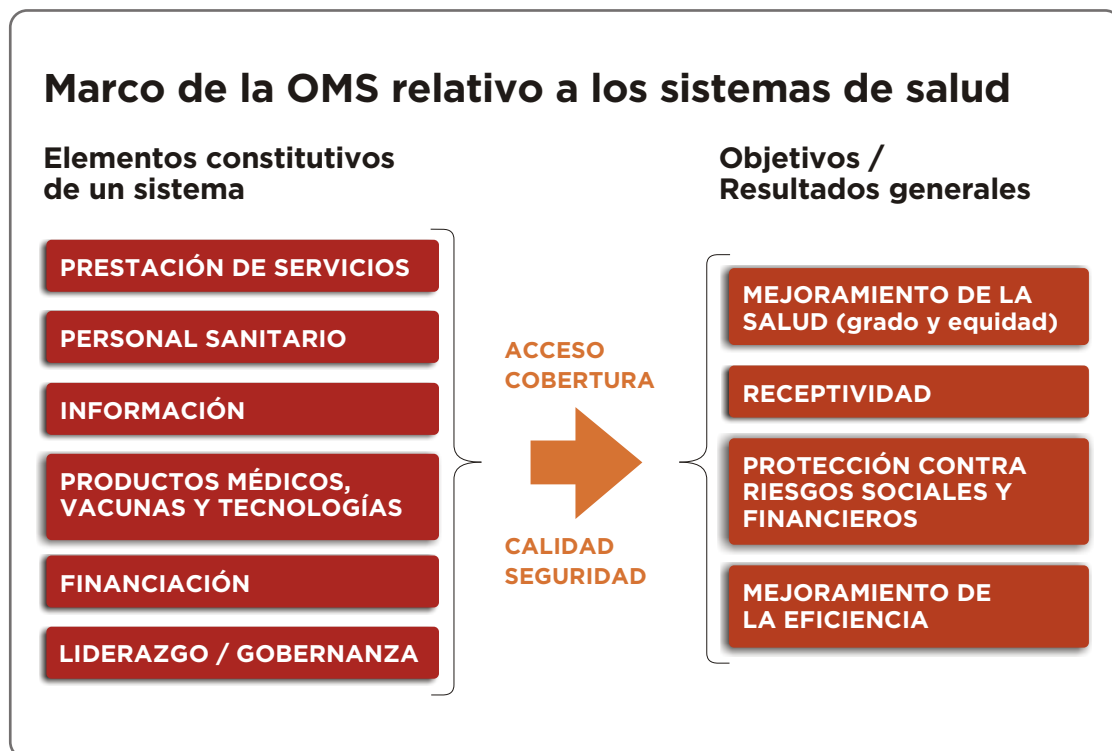 Marco de la OMS relativo a los sistemas de salud
Elementos constitutivos
de un sistema
PRESTACIÓN DE SERVICIOS
PERSONAL SANITARIO
INFORMACIÓN
PRODUCTOS MÉDICOS,
VACUNAS Y TECNOLOGÍAS
FINANCIACIÓN
LIDERAZGO / GOBERNANZA
ACCESO
COBERTURA
CALIDAD
SEGURIDAD
Objetivos /
Resultados generales
MEJORAMIENTO DE LA
SALUD (grado y equidad)
RECEPTIVIDAD
PROTECCIÓN CONTRA
RIESGOS SOCIALES Y
FINANCIEROS
MEJORAMIENTO DE
LA EFICIENCIA